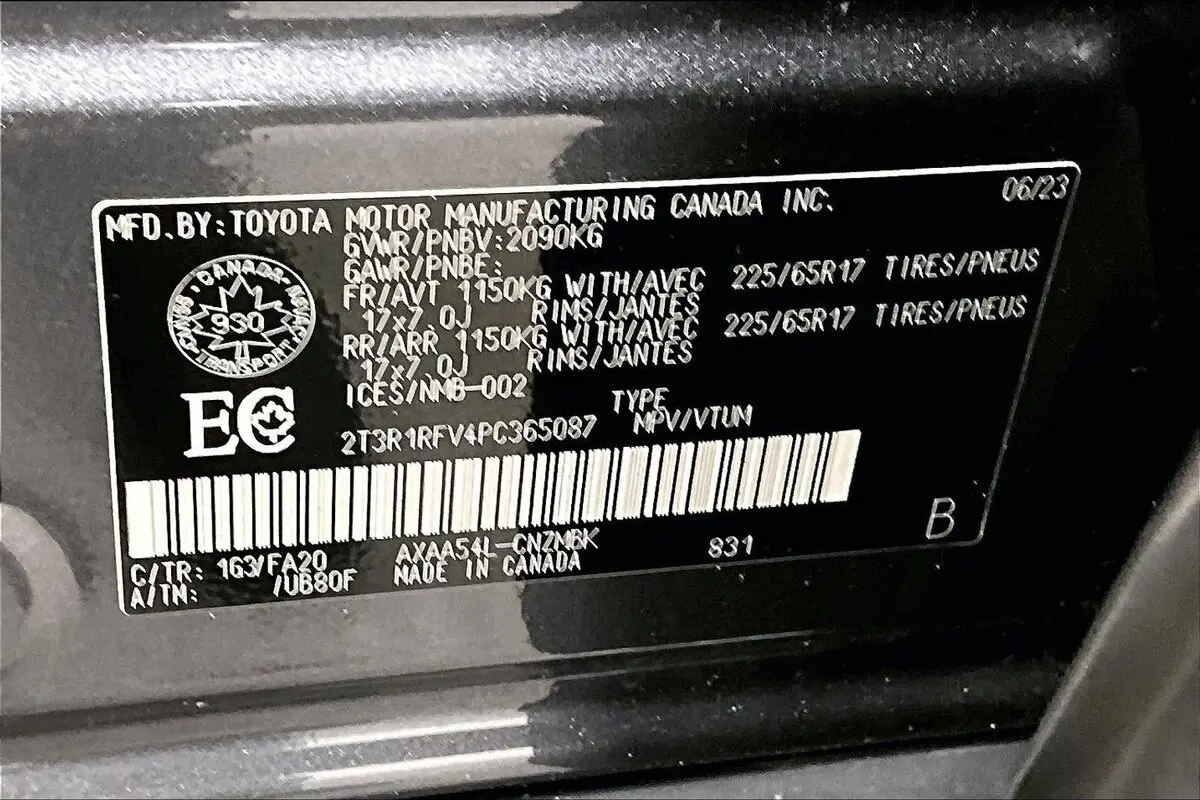 MFD.BY:TOYOTA MOTOR MANUFACTURING CANADA INC. 06/23
GVWR/PNBV:2090KG
GAWR/PNBE:
FR/AVT 1150KG WITH/AVEC 225/65R17 TIRES/PNEUS
17x7.0J RIMS/JANTES
RR/ARR 1150KG WITH/AVEC 225/65R17 TIRES/PNEUS
17x7.0J RIMS/JANTES
ICES/NMB-002
CANADA
930
TRANSPORT
EC
TYPE
2T3R1RFV4PC365087 MPV/VTUM
C/TR: 1G3/FA20 AXAA54L-CNZMBK 831 B
A/TM: /UB80F MADE IN CANADA